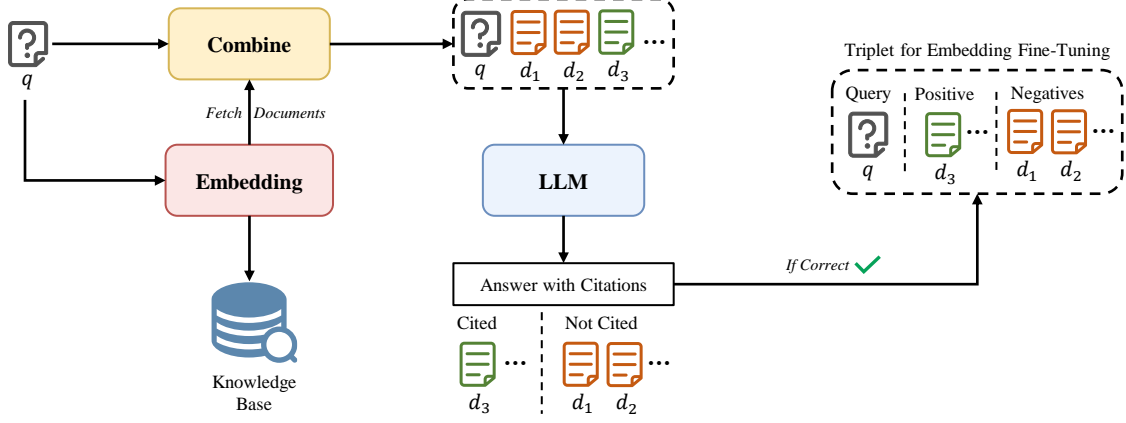 q
Combine
Fetch Documents
Embedding
Knowledge
Base
q d₁ d₂ d₃ ...
LLM
Answer with Citations
Cited Not Cited
... ...
d₃ d₁ d₂
If Correct
Triplet for Embedding Fine-Tuning
Query Positive Negatives
... ...
q d₃ d₁ d₂